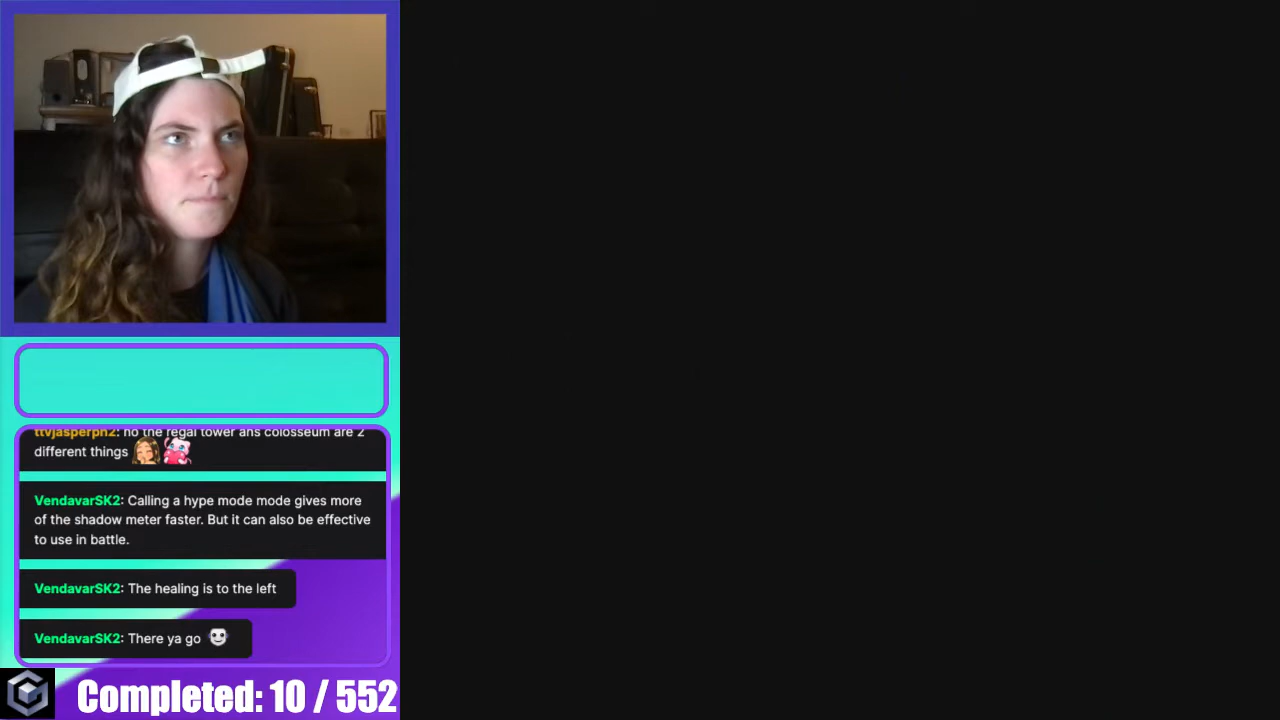 ttvjasperph2: no the regal tower ans colosseum are 2
different things
VendavarSK2: Calling a hype mode mode gives more
of the shadow meter faster. But it can also be effective
to use in battle.
VendavarSK2: The healing is to the left
VendavarSK2: There ya go
Completed: 10 / 552